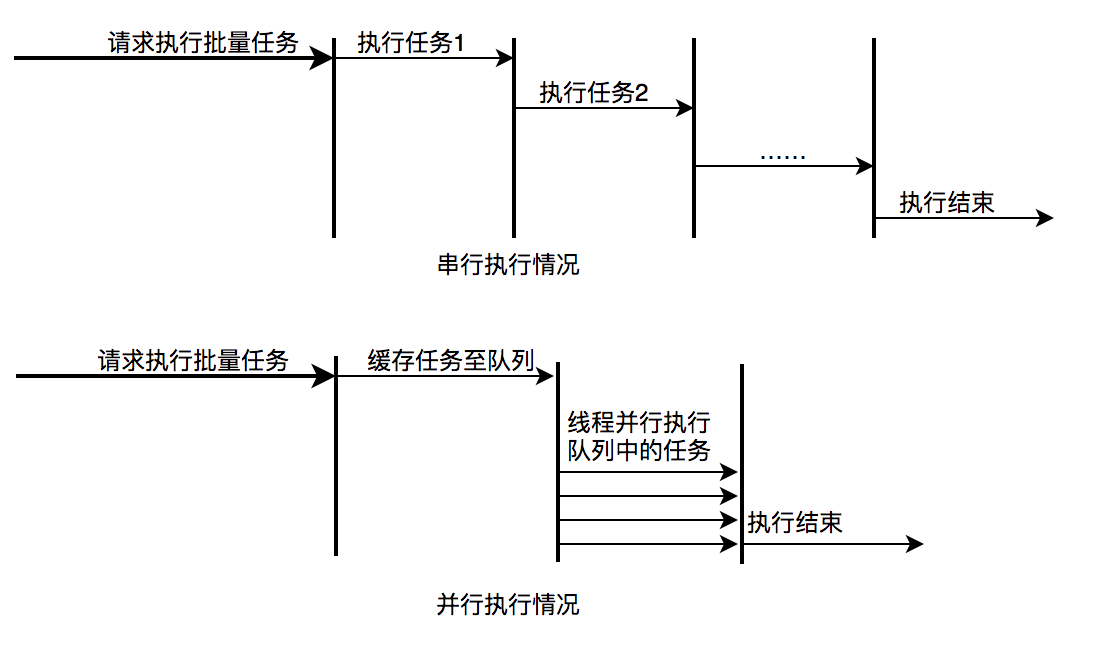 请求执行批量任务
执行任务1
执行任务2
......
执行结束
串行执行情况
请求执行批量任务
缓存任务至队列
线程并行执行
队列中的任务
执行结束
并行执行情况